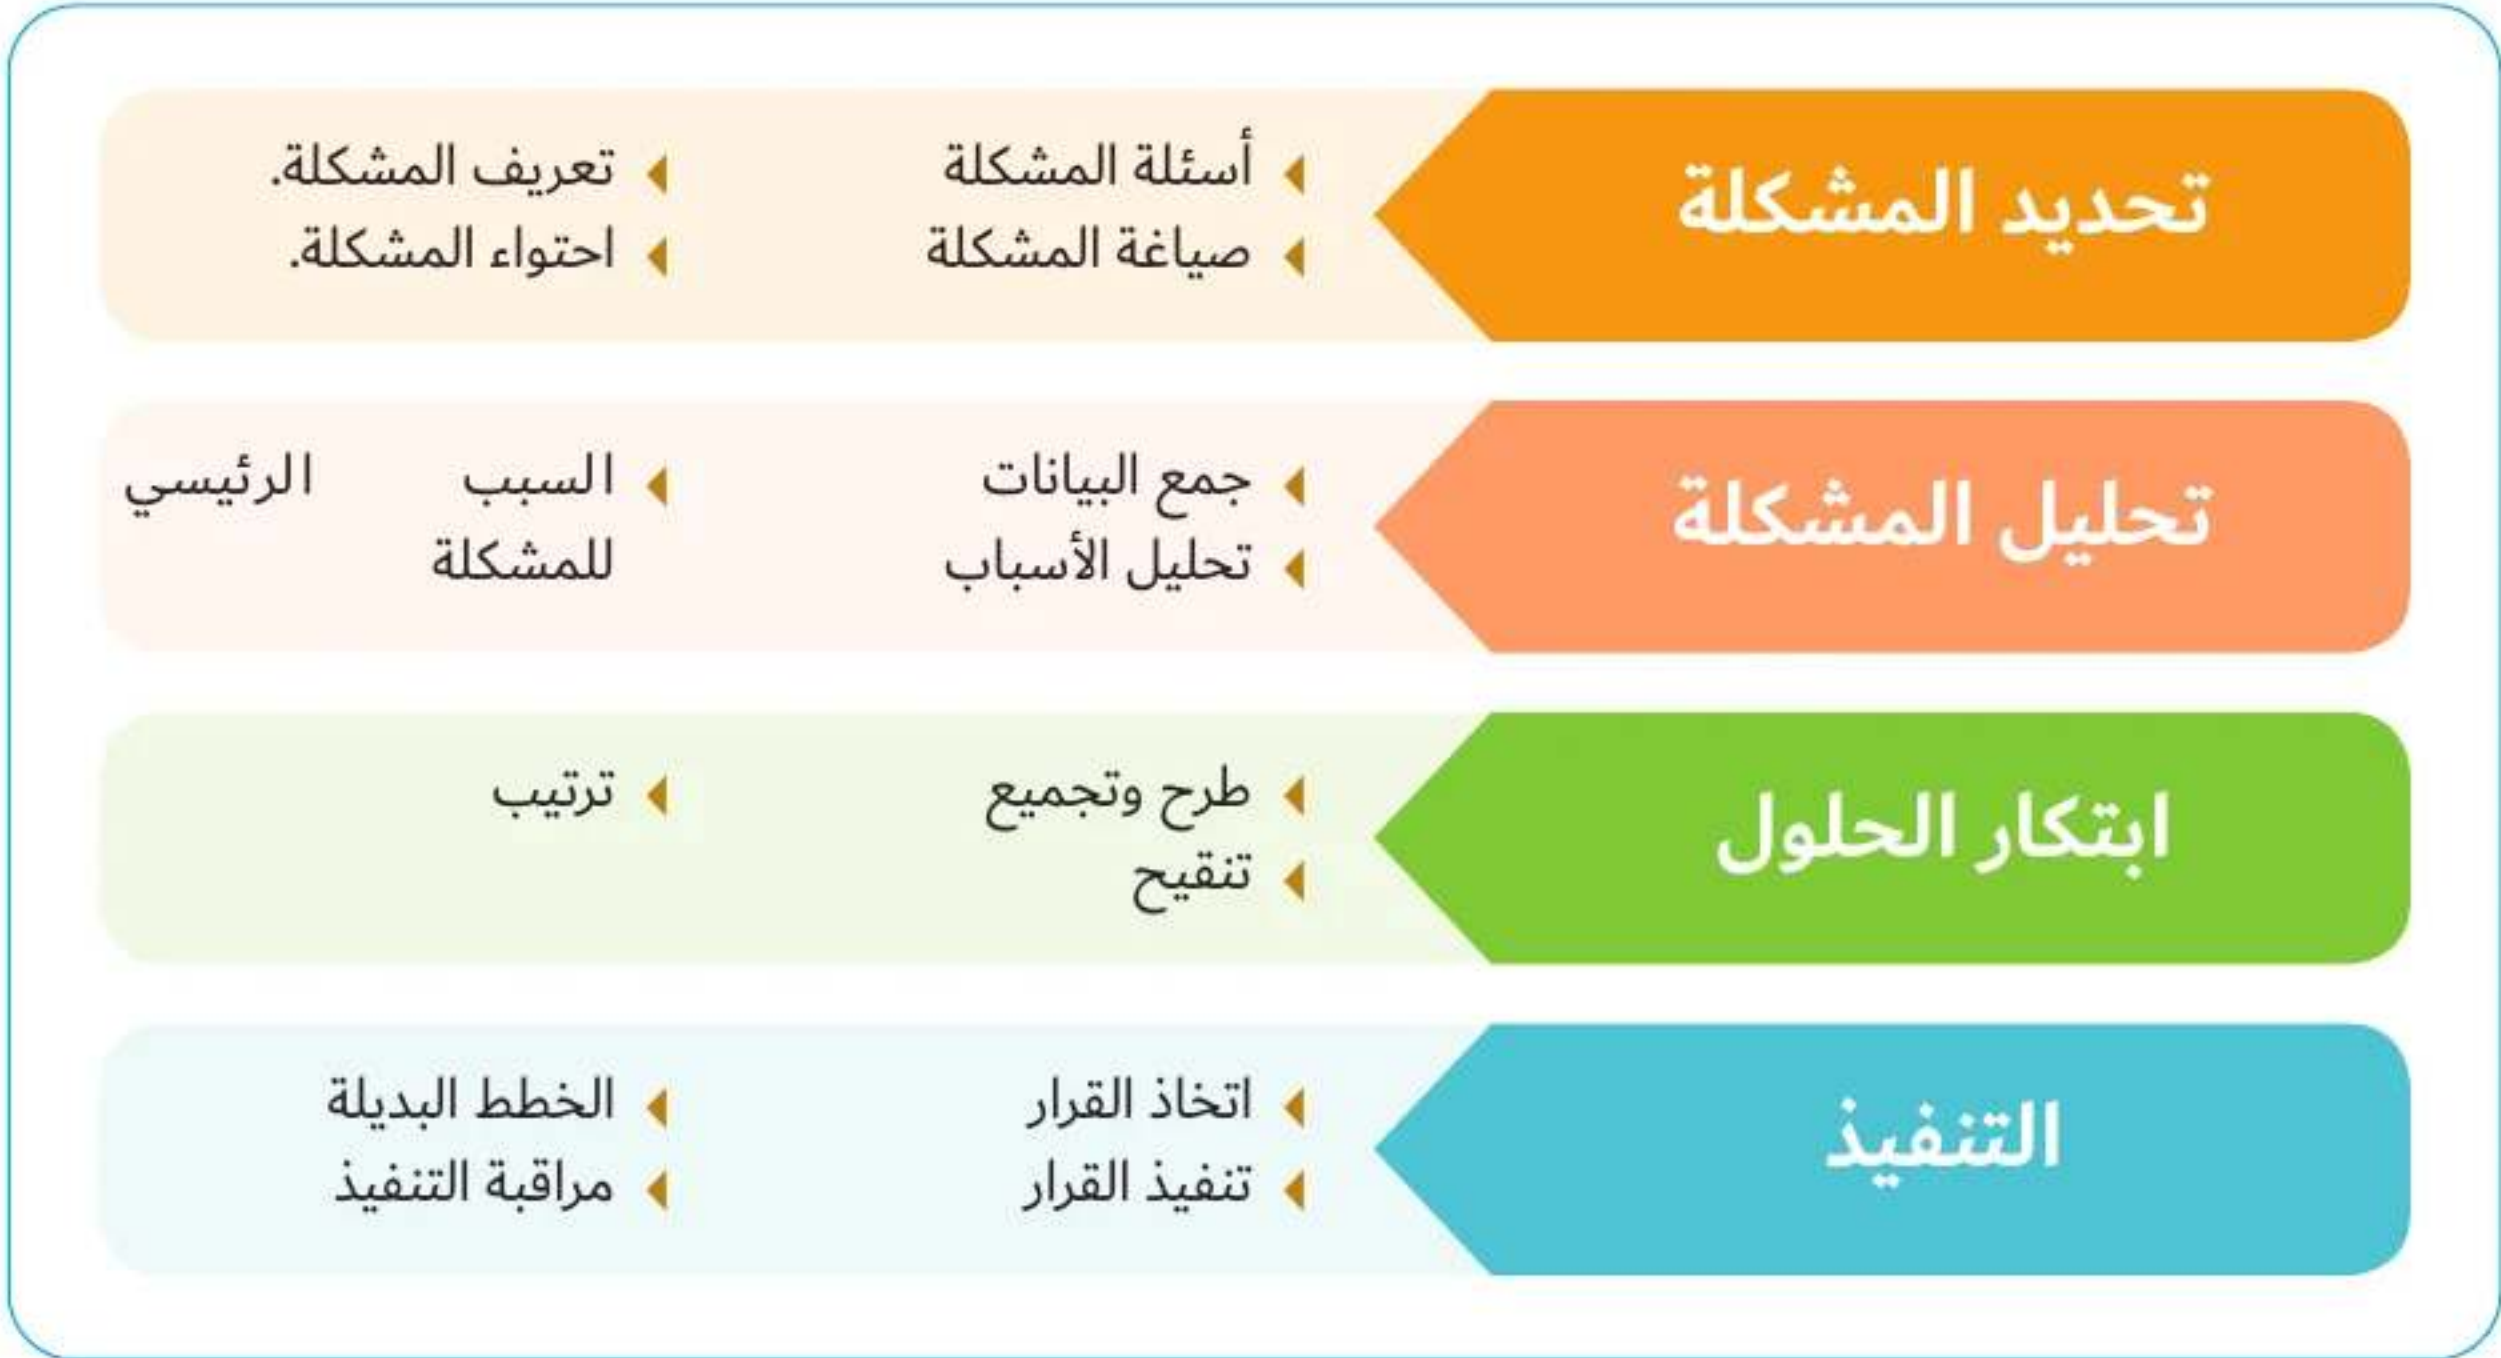 تحديد المشكلة
أسئلة المشكلة
صياغة المشكلة
تعريف المشكلة.
احتواء المشكلة.
تحليل المشكلة
جمع البيانات
تحليل الأسباب
السبب الرئيسي
للمشكلة
ابتكار الحلول
طرح وتجميع
تنقيح
ترتيب
التنفيذ
اتخاذ القرار
تنفيذ القرار
الخطط البديلة
مراقبة التنفيذ